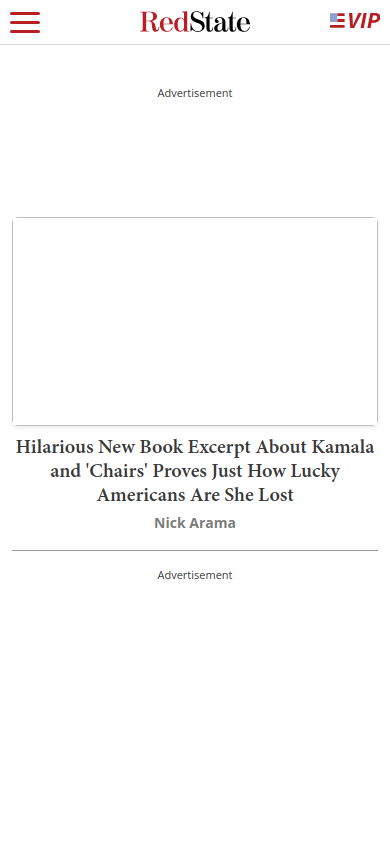 RedState
VIP
Advertisement
Hilarious New Book Excerpt About Kamala
and 'Chairs' Proves Just How Lucky
Americans Are She Lost
Nick Arama
Advertisement